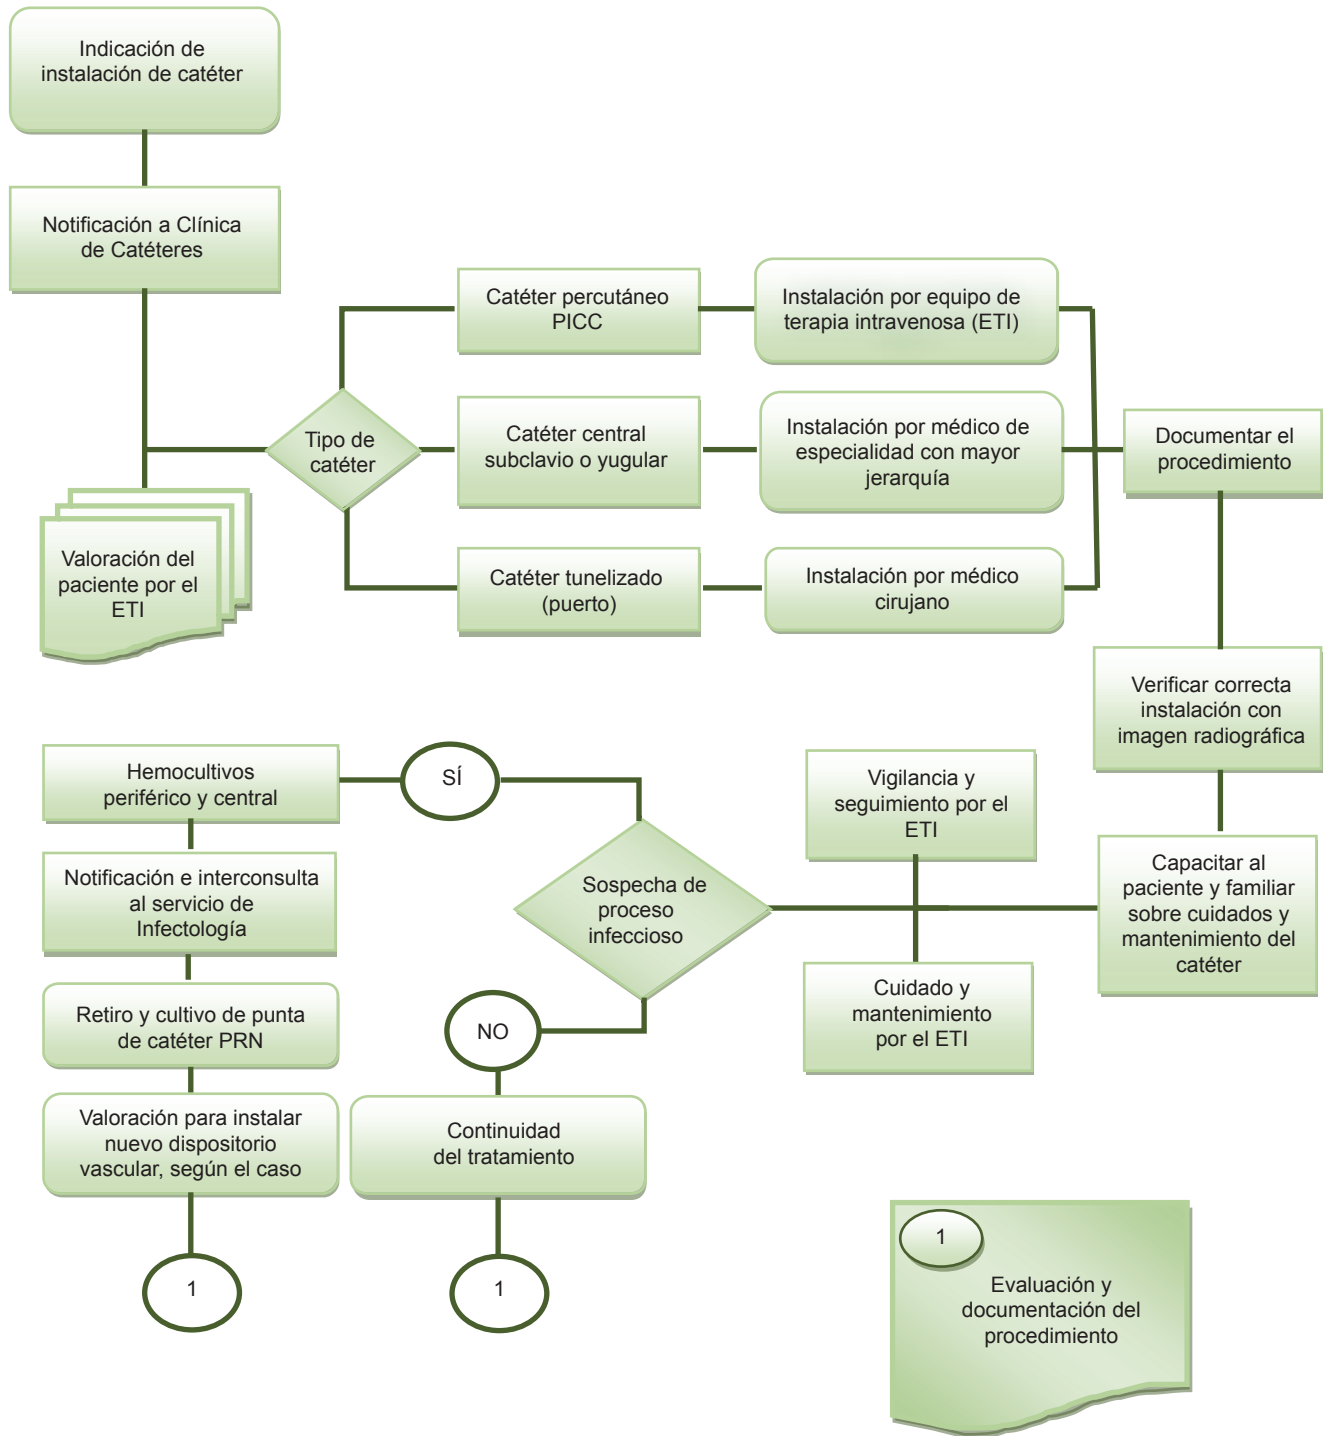 Indicación de
instalación de catéter
Notificación a Clínica
de Catéteres
Valoración del
paciente por el
ETI
Tipo de
catéter
Catéter percutáneo
PICC
Instalación por equipo de
terapia intravenosa (ETI)
Catéter central
subclavio o yugular
Instalación por médico de
especialidad con mayor
jerarquía
Catéter tunelizado
(puerto)
Instalación por médico
cirujano
Documentar el
procedimiento
Verificar correcta
instalación con
imagen radiográfica
Capacitar al
paciente y familiar
sobre cuidados y
mantenimiento del
catéter
Vigilancia y
seguimiento por el
ETI
Cuidado y
mantenimiento
por el ETI
Sospecha de
proceso
infeccioso
SÍ
Hemocultivos
periférico y central
Notificación e interconsulta
al servicio de
Infectología
Retiro y cultivo de punta
de catéter PRN
Valoración para instalar
nuevo dispositorio
vascular, según el caso
1
NO
Continuidad
del tratamiento
1
1
Evaluación y
documentación del
procedimiento